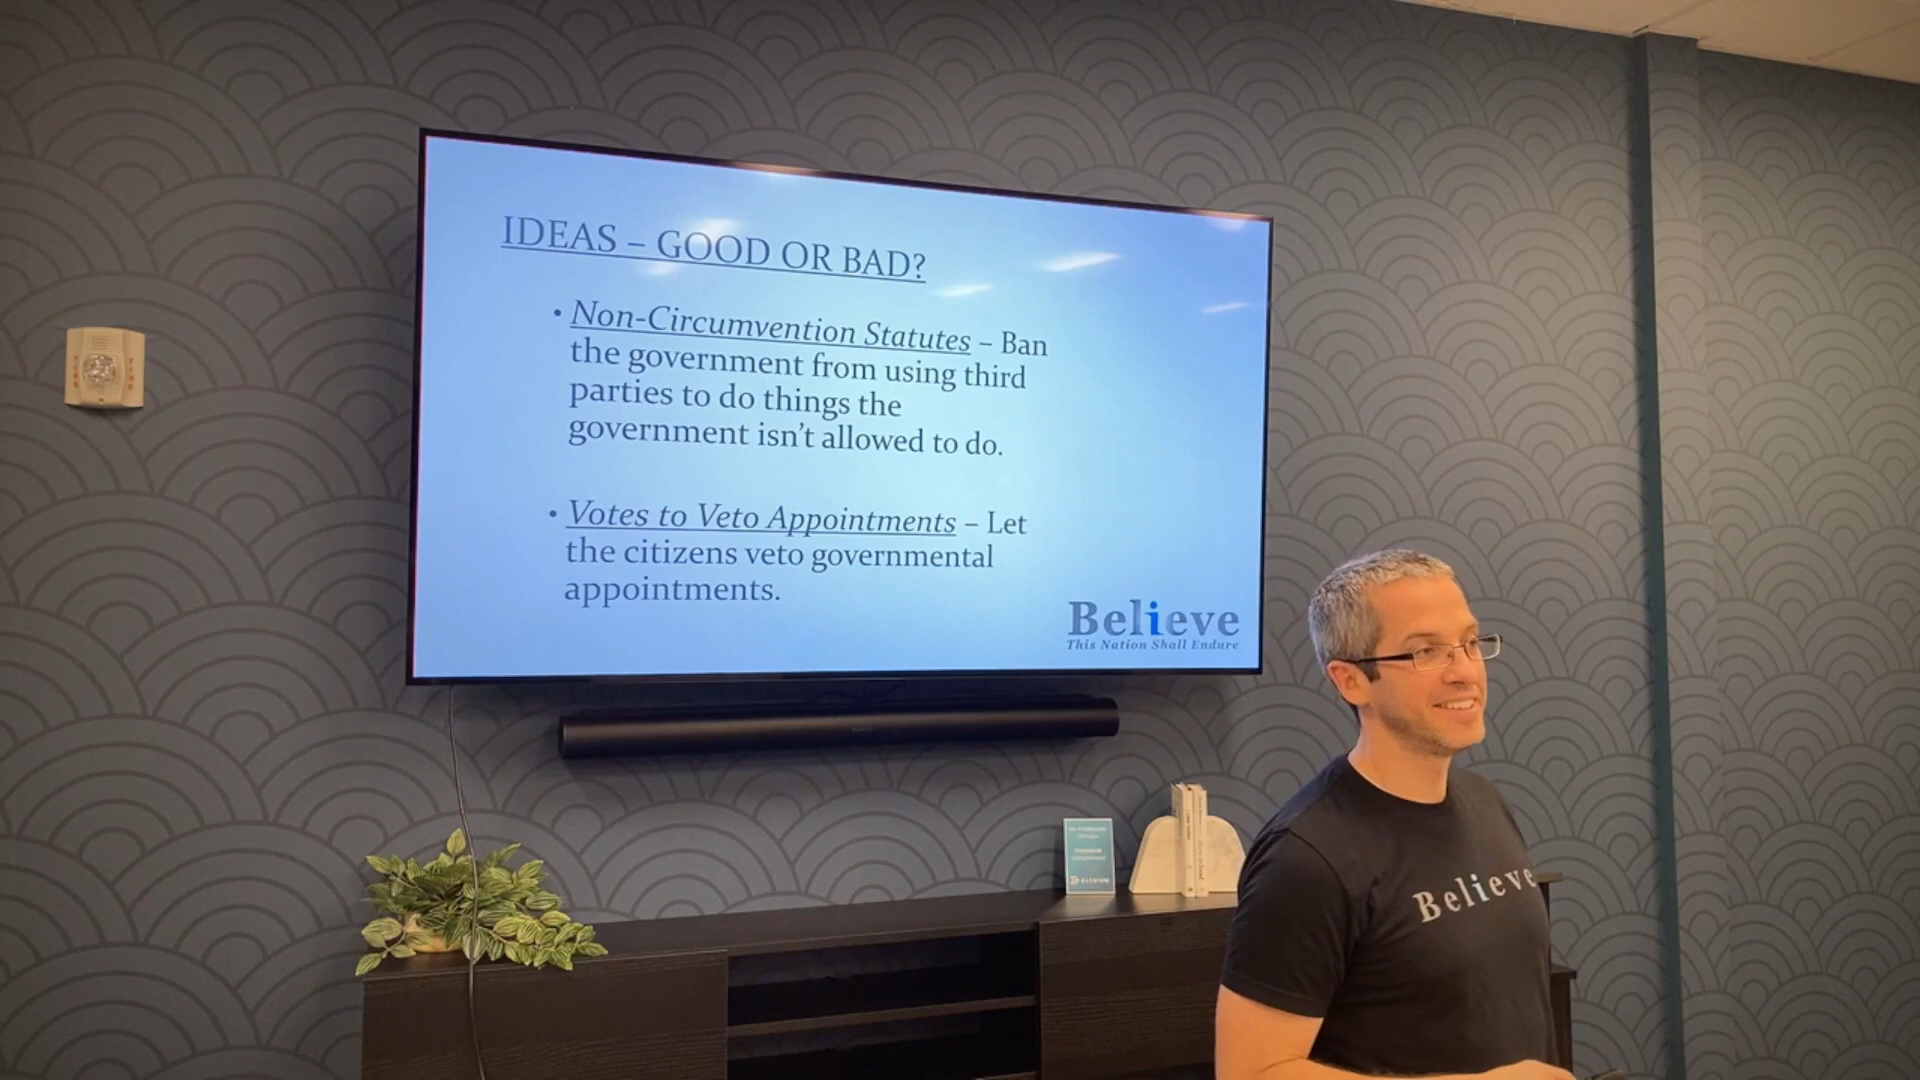 IDEAS – GOOD OR BAD?
• Non-Circumvention Statutes – Ban
the government from using third
parties to do things the
government isn't allowed to do.
• Votes to Veto Appointments – Let
the citizens veto governmental
appointments.
Believe
This Nation Shall Endure
FIRE
FIRE
Believe